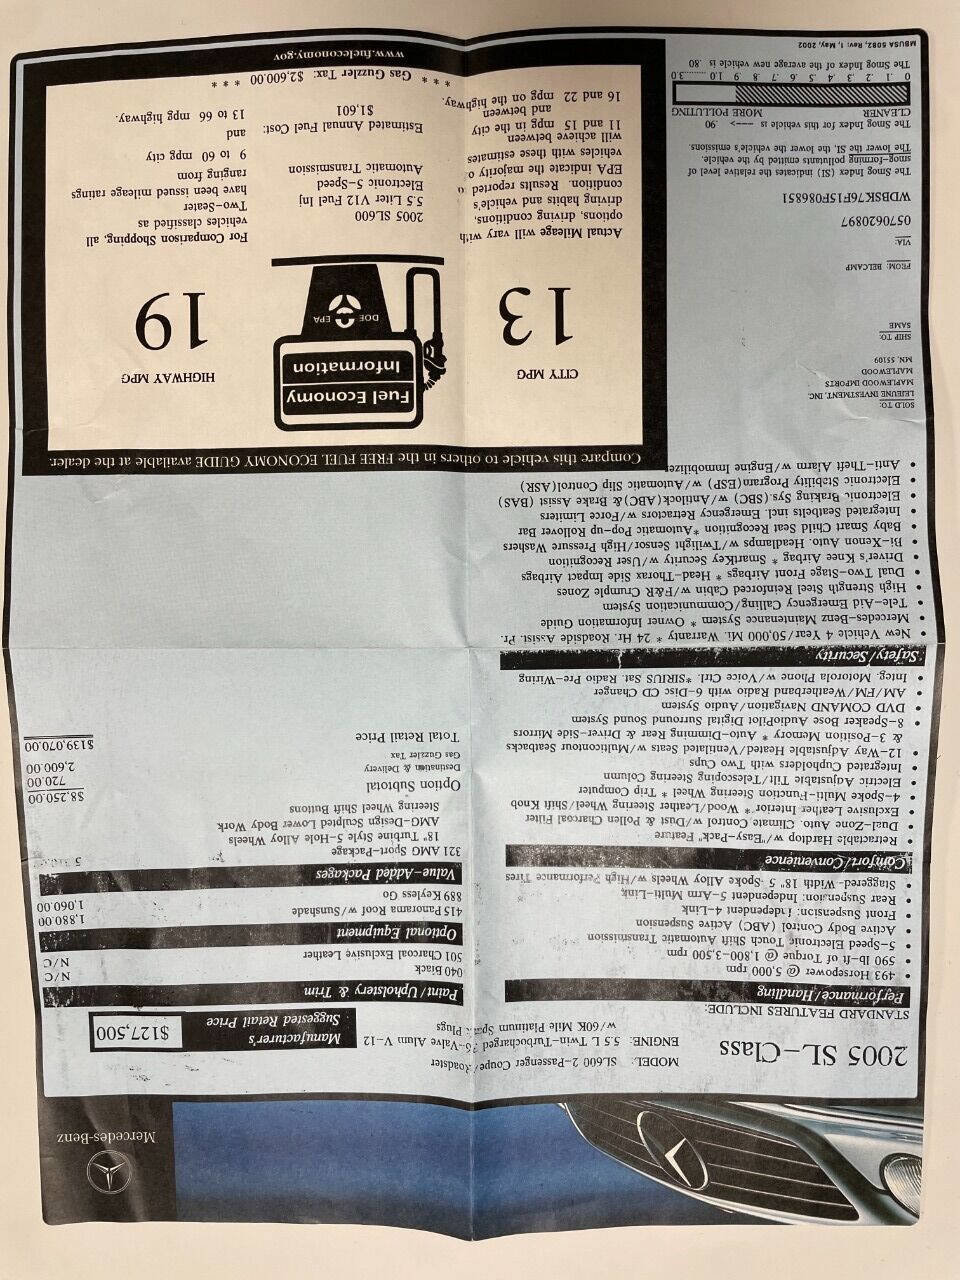 Mercedes-Benz
2005 SL-Class
MODEL: SL600 2-Passenger Coupe/Roadster
ENGINE: 5.5 L Twin-Turbocharged 36-Valve Alum V-12
w/60K Mile Platinum Spark Plugs
STANDARD FEATURES INCLUDE:
Performance/Handling
• 493 Horsepower @ 5,000 rpm
• 590 lb-ft of Torque @ 1,800-3,500 rpm
• 5-Speed Electronic Touch Shift Automatic Transmission
• Active Body Control (ABC) Active Suspension
• Front Suspension: Independent 4-Link
• Rear Suspension: Independent 5-Arm Multi-Link
• Staggered-Width 18" 5-Spoke Alloy Wheels w/High Performance Tires
Comfort/Convenience
• Retractable Hardtop w/"Easy-Pack" Feature
• Dual-Zone Auto. Climate Control w/Dust & Pollen Charcoal Filter
• Exclusive Leather Interior * Wood/Leather Steering Wheel/Shift Knob
• 4-Spoke Multi-Function Steering Wheel * Trip Computer
• Electric Adjustable Tilt/Telescoping Steering Column
• Integrated Cupholders with Two Cups
• 12-Way Adjustable Heated/Ventilated Seats w/Multicontour Seatbacks
& 3-Position Memory * Auto-Dimming Rear & Driver-Side Mirrors
• 8-Speaker Bose AudioPilot Digital Surround Sound System
• DVD COMAND Navigation/Audio System
• AM/FM/Weatherband Radio with 6-Disc CD Changer
• Integ. Motorola Phone w/Voice Ctrl. *SIRIUS Sat. Radio Pre-Wiring
Safety/Security
• New Vehicle 4 Year/50,000 Mi. Warranty * 24 Hr. Roadside Assist. Pr.
• Mercedes-Benz Maintenance System * Owner Information Guide
• Tele-Aid Emergency Calling/Communication System
• High Strength Steel Reinforced Cabin w/F&R Crumple Zones
• Dual Two-Stage Front Airbags * Head-Thorax Side Impact Airbags
• Driver's Knee Airbag * SmartKey Security w/User Recognition
• Bi-Xenon Auto. Headlamps w/Twilight Sensor/High Pressure Washers
• Baby Smart Child Seat Recognition *Automatic Pop-up Rollover Bar
• Integrated Seatbelts incl. Emergency Retractors w/Force Limiters
• Electronic Braking Sys.(SBC) w/Antilock(ABC)& Brake Assist (BAS)
• Electronic Stability Program(ESP) w/Automatic Slip Control(ASR)
• Anti-Theft Alarm w/Engine Immobilizer
Manufacturer's
Suggested Retail Price
$127,500
Paint/Upholstery & Trim
040 Black N/C
501 Charcoal Exclusive Leather N/C
Optional Equipment
415 Panorama Roof w/Sunshade 1,880.00
889 Keyless Go 1,060.00
Value-Added Packages
321 AMG Sport-Package 5
18" Turbine Style 5-Hole Alloy Wheels
AMG-Design Sculpted Lower Body Work
Steering Wheel Shift Buttons
Option Subtotal $8,250.00
Destination & Delivery 720.00
Gas Guzzler Tax 2,600.00
Total Retail Price $139,070.00
SOLD TO:
LEJEUNE INVESTMENT, INC.
MAPLEWOOD IMPORTS
MAPLEWOOD
MN, 55109
SHIP TO:
SAME
FROM: BELCAMP
VIA:
0570620897
WDBSK76F15F086851
The Smog Index (SI) indicates the relative level of
smog-forming pollutants emitted by the vehicle.
The lower the SI, the lower the vehicle's emissions.
The Smog Index for this vehicle is ---> .90
CLEANER MORE POLLUTING
0 .1 .2 .3 .4 .5 .6 .7 .8 .9 1.0 ........3.0
The Smog Index of the average new vehicle is .80
MBUSA 5082, Rev: 1, May, 2002
Compare this vehicle to others in the FREE FUEL ECONOMY GUIDE available at the dealer.
CITY MPG
13
Fuel Economy
Information
DOE EPA
HIGHWAY MPG
19
Actual Mileage will vary with
options, driving conditions,
driving habits and vehicle's
condition. Results reported
EPA indicate the majority
vehicles with these estimates
will achieve between
11 and 15 mpg in the city
and between
16 and 22 mpg on the highway.
2005 SL600
5.5 Liter V12 Fuel Inj
Electronic 5-Speed
Automatic Transmission
Estimated Annual Fuel Cost:
$1,601
For Comparison Shopping, all
vehicles classified as
Two-Seater
have been issued mileage ratings
ranging from
9 to 60 mpg city
and
13 to 66 mpg highway.
* * * Gas Guzzler Tax: $2,600.00 * * *
www.fueleconomy.gov